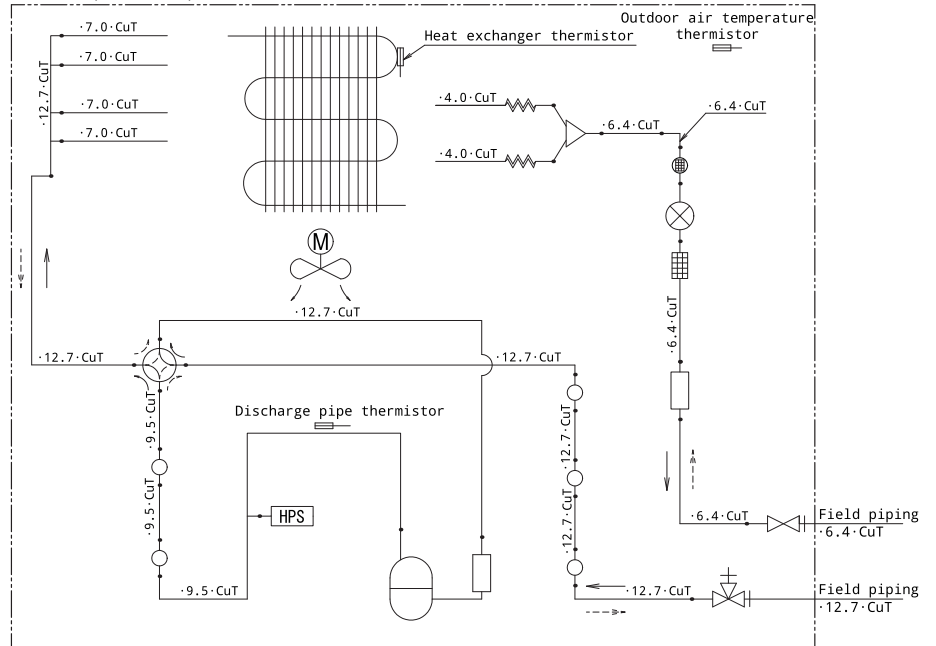 Outdoor air temperature
thermistor
·7.0·CuT
·7.0·CuT
·7.0·CuT
·7.0·CuT
·12.7·CuT
Heat exchanger thermistor
·4.0·CuT
·4.0·CuT
·6.4·CuT
·6.4·CuT
M
·12.7·CuT
·6.4·CuT
·12.7·CuT
·12.7·CuT
·9.5·CuT
Discharge pipe thermistor
·12.7·CuT
·9.5·CuT
HPS
·12.7·CuT
·6.4·CuT
Field piping
·6.4·CuT
·9.5·CuT
·12.7·CuT
Field piping
·12.7·CuT